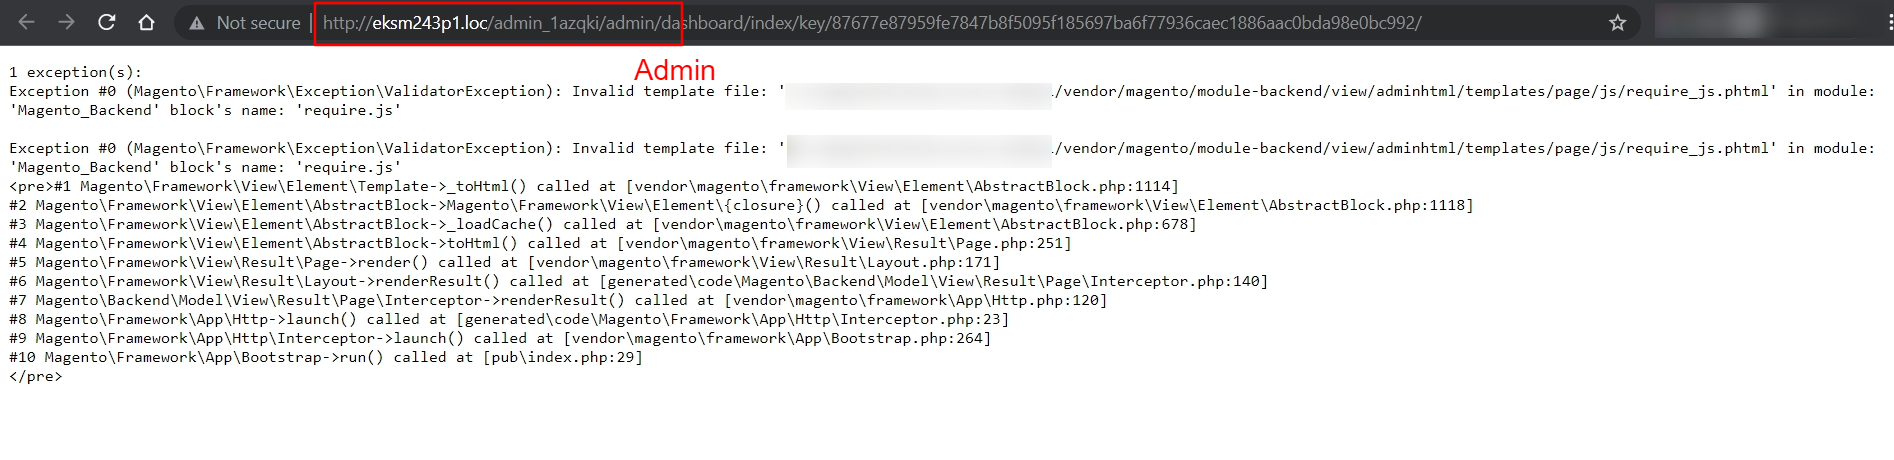 Not secure | http://eksm243p1.loc/admin_1azqki/admin/dashboard/index/key/87677e87959fe7847b8f5095f185697ba6f77936caec1886aac0bda98e0bc992/
Admin
1 exception(s):
Exception #0 (Magento\Framework\Exception\ValidatorException): Invalid template file: ' /vendor/magento/module-backend/view/adminhtml/templates/page/js/require_js.phtml' in module:
'Magento_Backend' block's name: 'require.js'
Exception #0 (Magento\Framework\Exception\ValidatorException): Invalid template file: ' /vendor/magento/module-backend/view/adminhtml/templates/page/js/require_js.phtml' in module:
'Magento_Backend' block's name: 'require.js'
<pre>#1 Magento\Framework\View\Element\Template->_toHtml() called at [vendor\magento\framework\View\Element\AbstractBlock.php:1114]
#2 Magento\Framework\View\Element\AbstractBlock->Magento\Framework\View\Element\{closure}() called at [vendor\magento\framework\View\Element\AbstractBlock.php:1118]
#3 Magento\Framework\View\Element\AbstractBlock->_loadCache() called at [vendor\magento\framework\View\Element\AbstractBlock.php:678]
#4 Magento\Framework\View\Element\AbstractBlock->toHtml() called at [vendor\magento\framework\View\Result\Page.php:251]
#5 Magento\Framework\View\Result\Page->render() called at [vendor\magento\framework\View\Result\Layout.php:171]
#6 Magento\Framework\View\Result\Layout->renderResult() called at [generated\code\Magento\Backend\Model\View\Result\Page\Interceptor.php:140]
#7 Magento\Backend\Model\View\Result\Page\Interceptor->renderResult() called at [vendor\magento\framework\App\Http.php:120]
#8 Magento\Framework\App\Http->launch() called at [generated\code\Magento\Framework\App\Http\Interceptor.php:23]
#9 Magento\Framework\App\Http\Interceptor->launch() called at [vendor\magento\framework\App\Bootstrap.php:264]
#10 Magento\Framework\App\Bootstrap->run() called at [pub\index.php:29]
</pre>